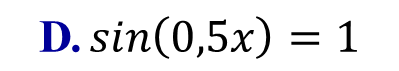 D. sin(0,5x) = 1